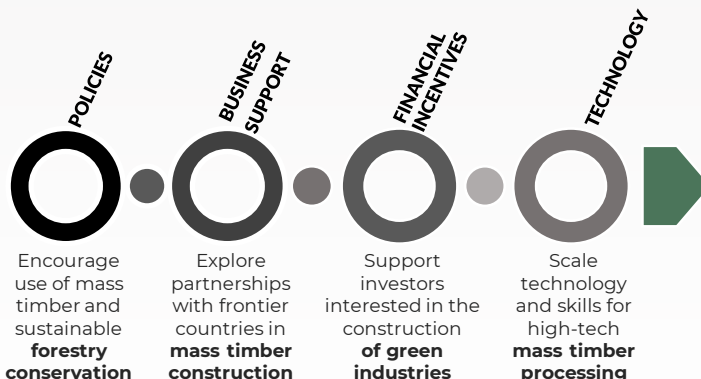 POLICIES
BUSINESS
SUPPORT
FINANCIAL
INCENTIVES
TECHNOLOGY
Encourage
use of mass
timber and
sustainable
forestry
conservation
Explore
partnerships
with frontier
countries in
mass timber
construction
Support
investors
interested in the
construction
of green
industries
Scale
technology
and skills for
high-tech
mass timber
processing